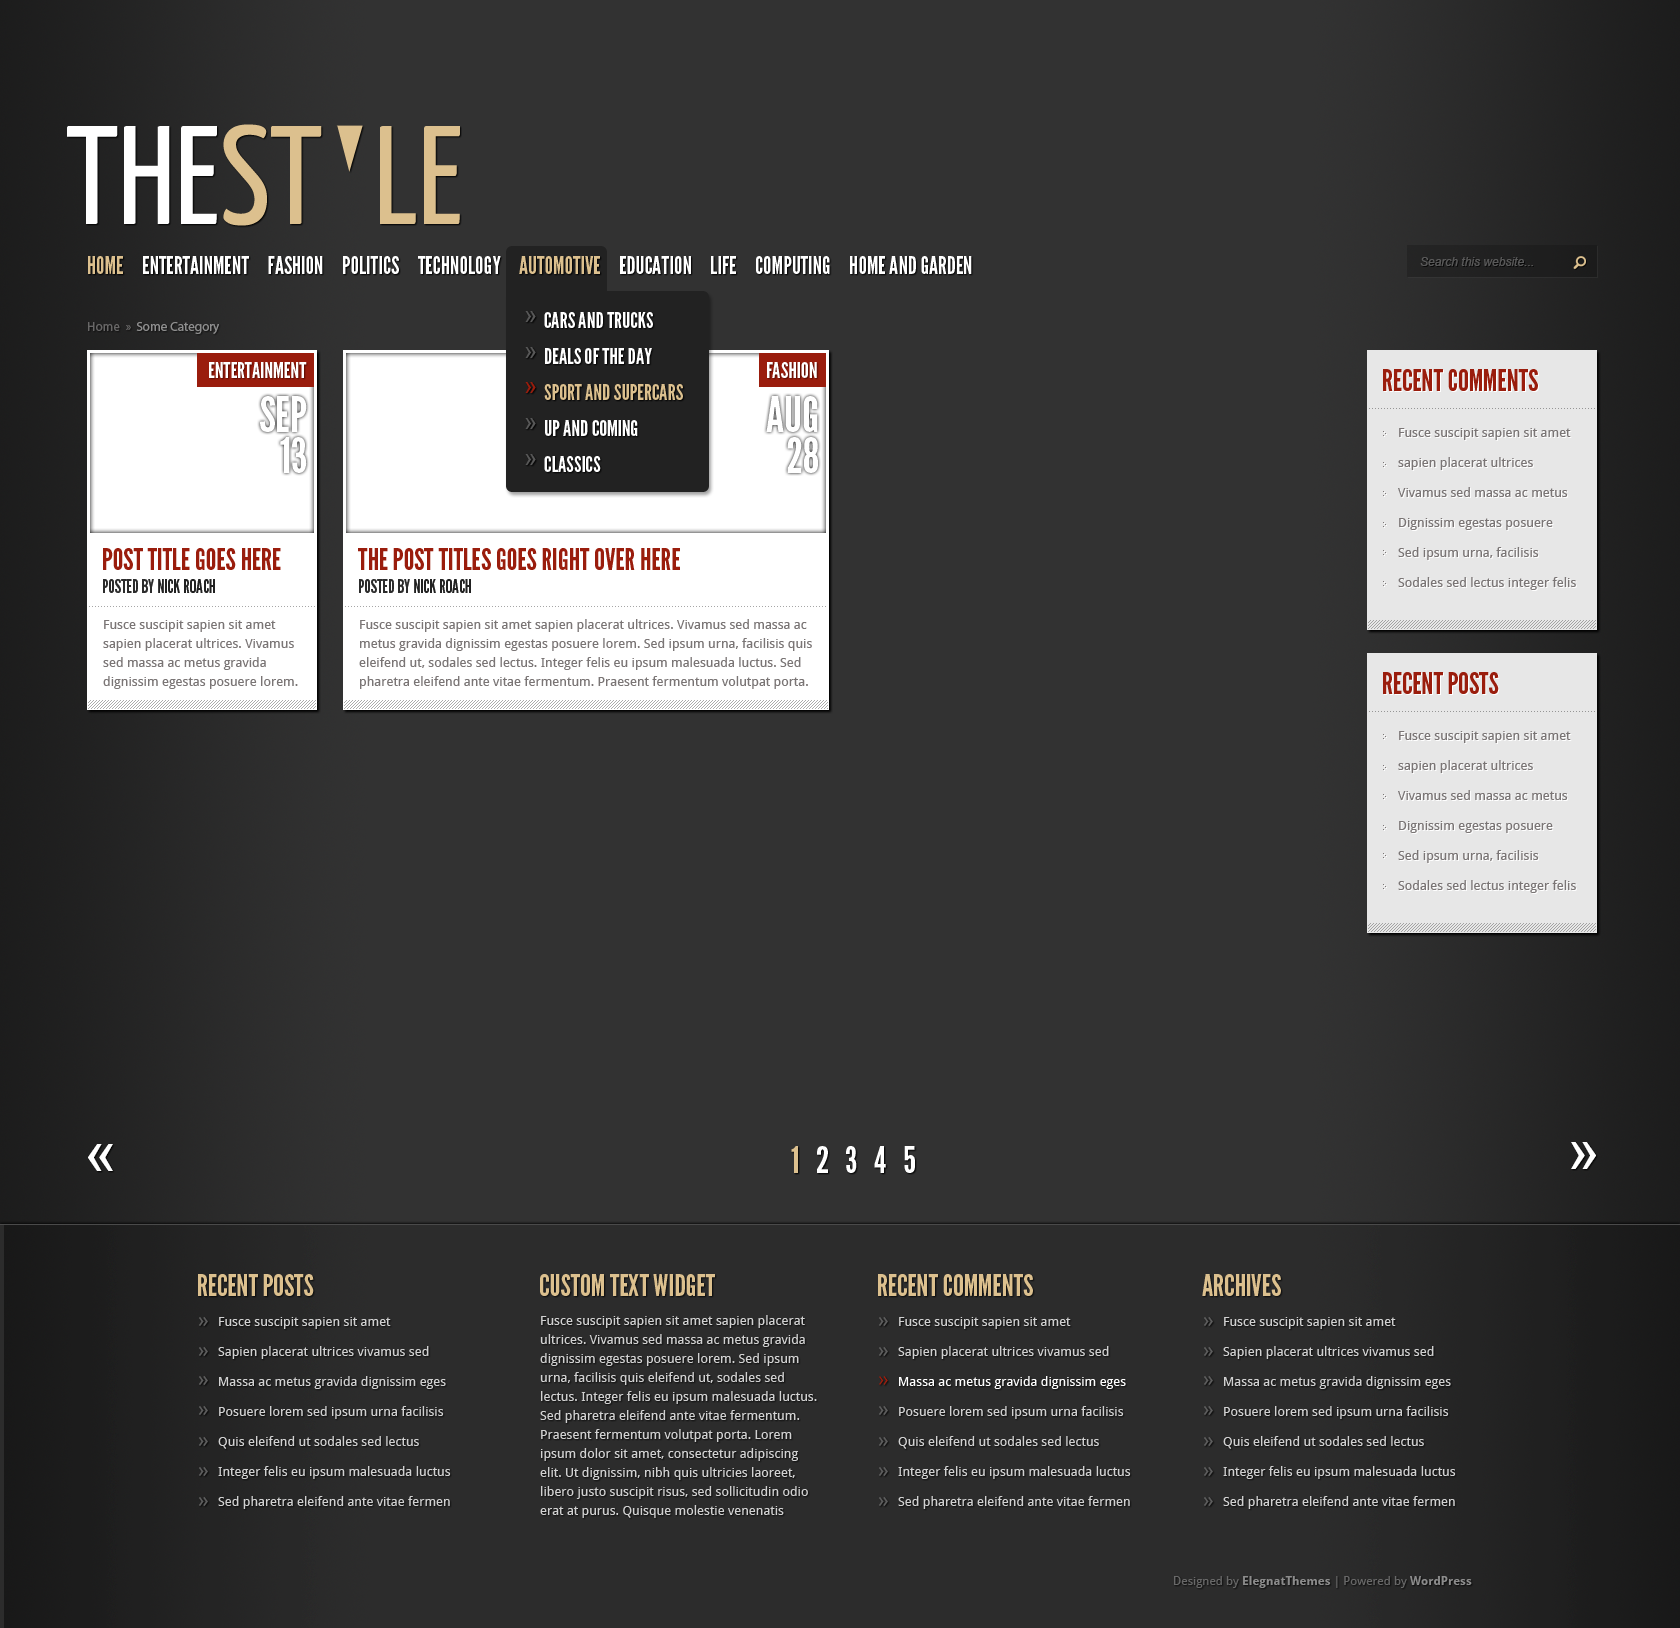 THESTYLE
HOME ENTERTAINMENT FASHION POLITICS TECHNOLOGY AUTOMOTIVE EDUCATION LIFE COMPUTING HOME AND GARDEN
Search this website...
CARS AND TRUCKS
DEALS OF THE DAY
SPORT AND SUPERCARS
UP AND COMING
CLASSICS
Home » Some Category
ENTERTAINMENT
SEP
13
POST TITLE GOES HERE
POSTED BY NICK ROACH
Fusce suscipit sapien sit amet
sapien placerat ultrices. Vivamus
sed massa ac metus gravida
dignissim egestas posuere lorem.
FASHION
AUG
28
THE POST TITLES GOES RIGHT OVER HERE
POSTED BY NICK ROACH
Fusce suscipit sapien sit amet sapien placerat ultrices. Vivamus sed massa ac
metus gravida dignissim egestas posuere lorem. Sed ipsum urna, facilisis quis
eleifend ut, sodales sed lectus. Integer felis eu ipsum malesuada luctus. Sed
pharetra eleifend ante vitae fermentum. Praesent fermentum volutpat porta.
RECENT COMMENTS
Fusce suscipit sapien sit amet
sapien placerat ultrices
Vivamus sed massa ac metus
Dignissim egestas posuere
Sed ipsum urna, facilisis
Sodales sed lectus integer felis
RECENT POSTS
Fusce suscipit sapien sit amet
sapien placerat ultrices
Vivamus sed massa ac metus
Dignissim egestas posuere
Sed ipsum urna, facilisis
Sodales sed lectus integer felis
« 1 2 3 4 5 »
RECENT POSTS
» Fusce suscipit sapien sit amet
» Sapien placerat ultrices vivamus sed
» Massa ac metus gravida dignissim eges
» Posuere lorem sed ipsum urna facilisis
» Quis eleifend ut sodales sed lectus
» Integer felis eu ipsum malesuada luctus
» Sed pharetra eleifend ante vitae fermen
CUSTOM TEXT WIDGET
Fusce suscipit sapien sit amet sapien placerat
ultrices. Vivamus sed massa ac metus gravida
dignissim egestas posuere lorem. Sed ipsum
urna, facilisis quis eleifend ut, sodales sed
lectus. Integer felis eu ipsum malesuada luctus.
Sed pharetra eleifend ante vitae fermentum.
Praesent fermentum volutpat porta. Lorem
ipsum dolor sit amet, consectetur adipiscing
elit. Ut dignissim, nibh quis ultricies laoreet,
libero justo suscipit risus, sed sollicitudin odio
erat at purus. Quisque molestie venenatis
RECENT COMMENTS
» Fusce suscipit sapien sit amet
» Sapien placerat ultrices vivamus sed
» Massa ac metus gravida dignissim eges
» Posuere lorem sed ipsum urna facilisis
» Quis eleifend ut sodales sed lectus
» Integer felis eu ipsum malesuada luctus
» Sed pharetra eleifend ante vitae fermen
ARCHIVES
» Fusce suscipit sapien sit amet
» Sapien placerat ultrices vivamus sed
» Massa ac metus gravida dignissim eges
» Posuere lorem sed ipsum urna facilisis
» Quis eleifend ut sodales sed lectus
» Integer felis eu ipsum malesuada luctus
» Sed pharetra eleifend ante vitae fermen
Designed by ElegnatThemes | Powered by WordPress